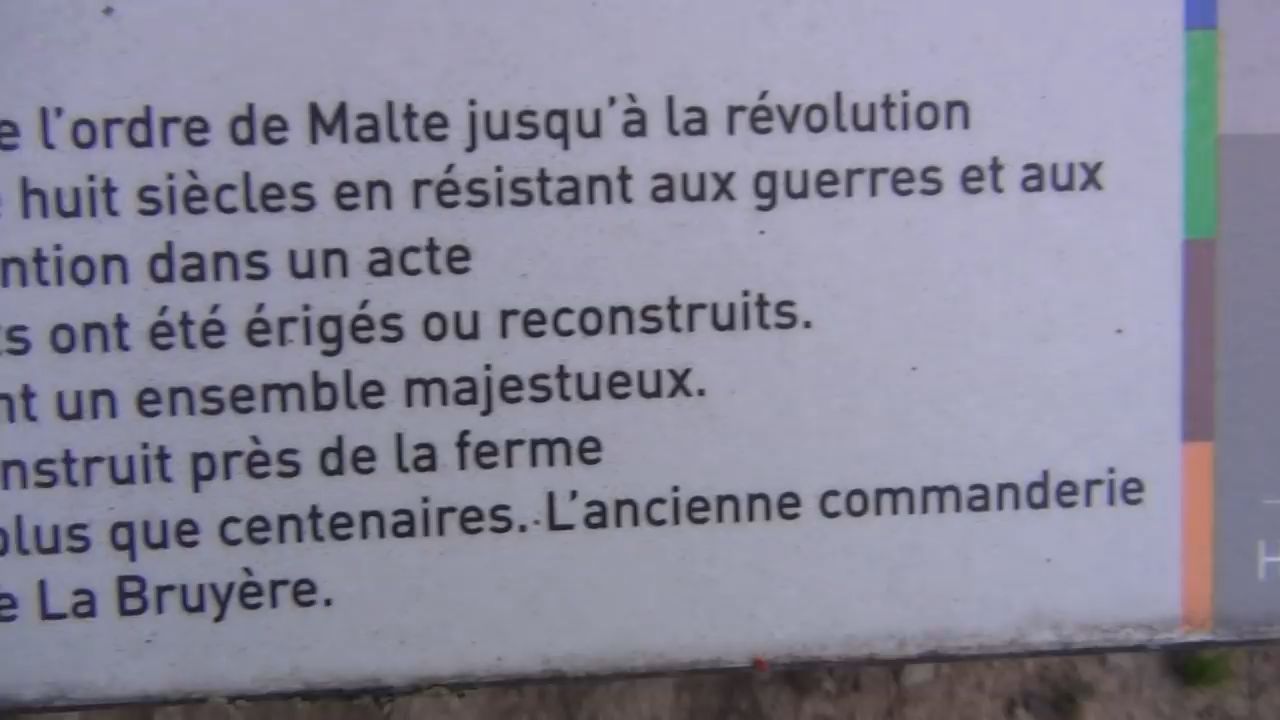 e l'ordre de Malte jusqu'à la révolution
huit siècles en résistant aux guerres et aux
ntion dans un acte
ts ont été érigés ou reconstruits.
nt un ensemble majestueux.
nstruit près de la ferme
plus que centenaires. L'ancienne commanderie
e La Bruyère.
H